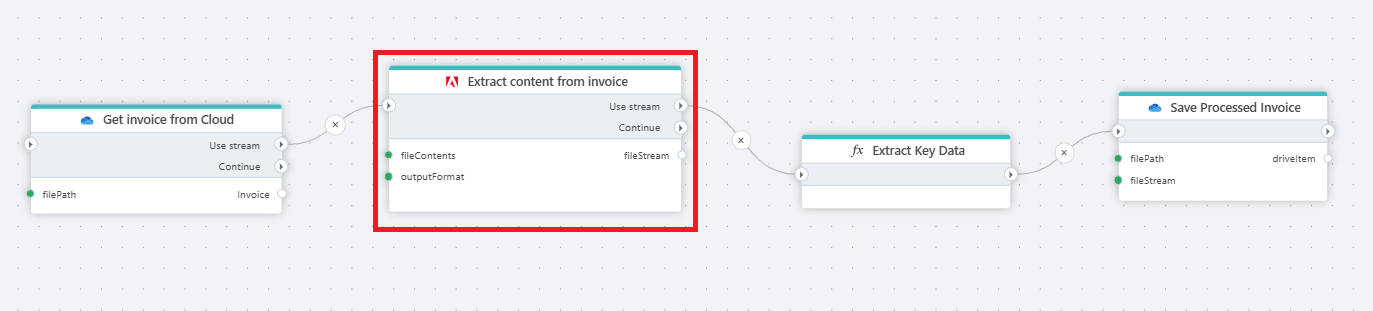 Get invoice from Cloud
Use stream
Continue
filePath
Invoice
Extract content from invoice
Use stream
Continue
fileContents
fileStream
outputFormat
fx Extract Key Data
Save Processed Invoice
filePath
driveItem
fileStream